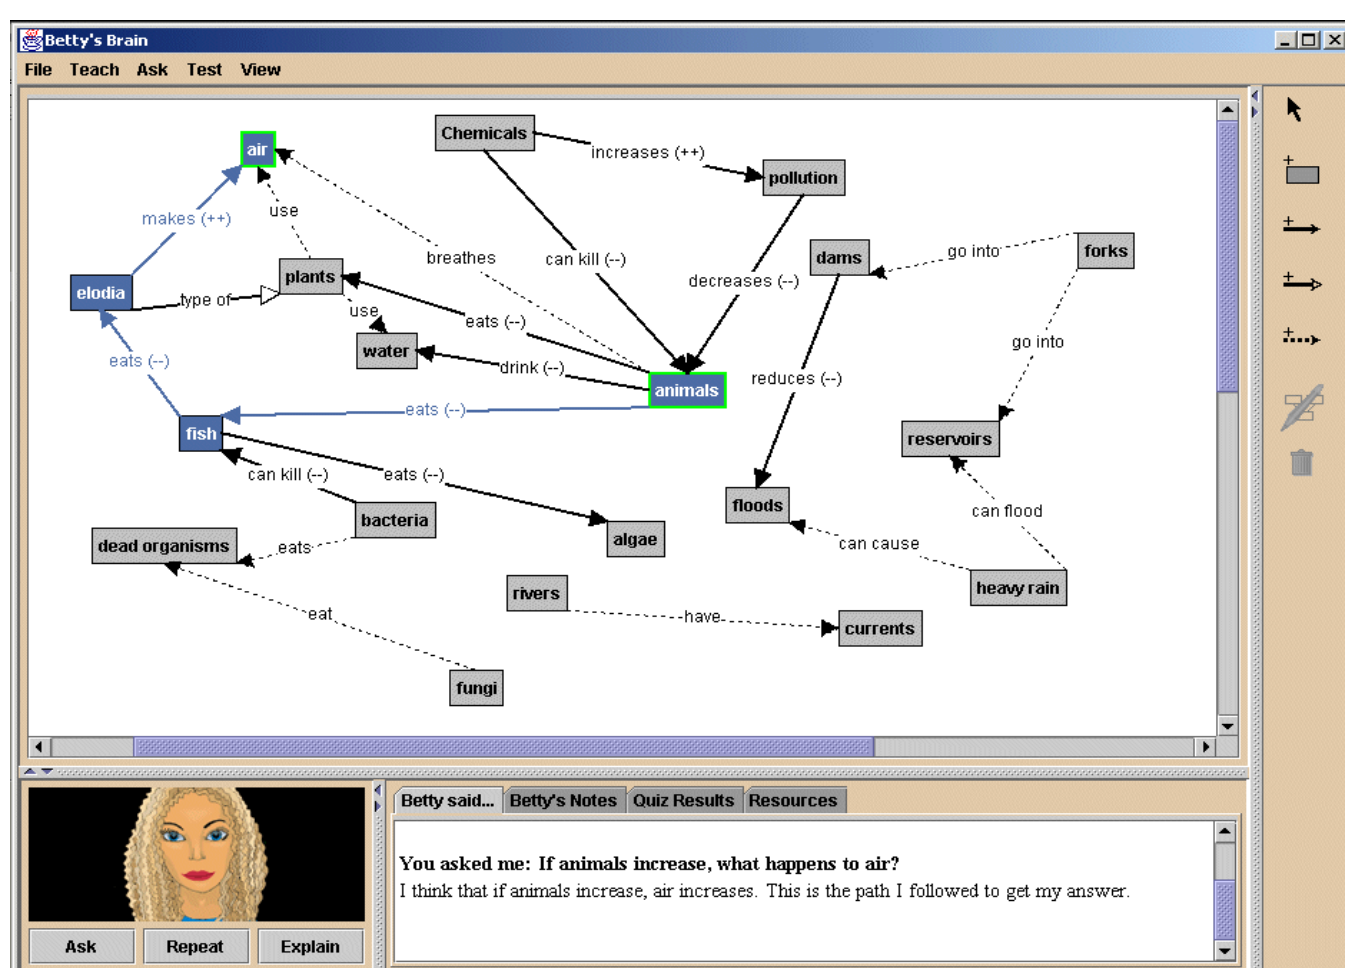 Betty's Brain
File Teach Ask Test View
Chemicals
air
increases (++)
pollution
makes (++)
use
breathes
can kill (--)
dams
go into
forks
plants
elodia
type of
decreases (--)
use
eats (--)
water
go into
eats (--)
drink (--)
reduces (--)
animals
eats (--)
fish
reservoirs
can kill (--)
eats (--)
floods
can flood
bacteria
algae
dead organisms
eats
can cause
heavy rain
rivers
eat
have
currents
fungi
Betty said... Betty's Notes Quiz Results Resources
You asked me: If animals increase, what happens to air?
I think that if animals increase, air increases. This is the path I followed to get my answer.
Ask Repeat Explain